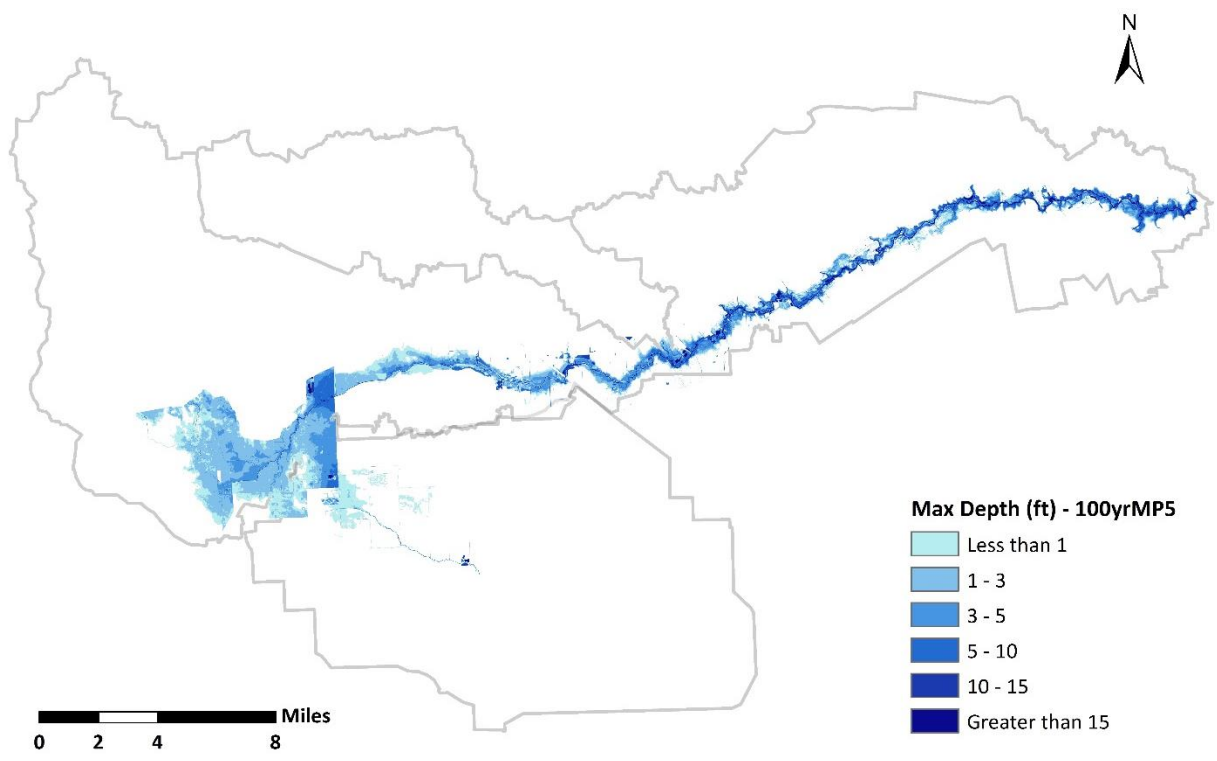 N
Max Depth (ft) - 100yrMP5
Less than 1
1 - 3
3 - 5
5 - 10
10 - 15
Greater than 15
Miles
0 2 4 8